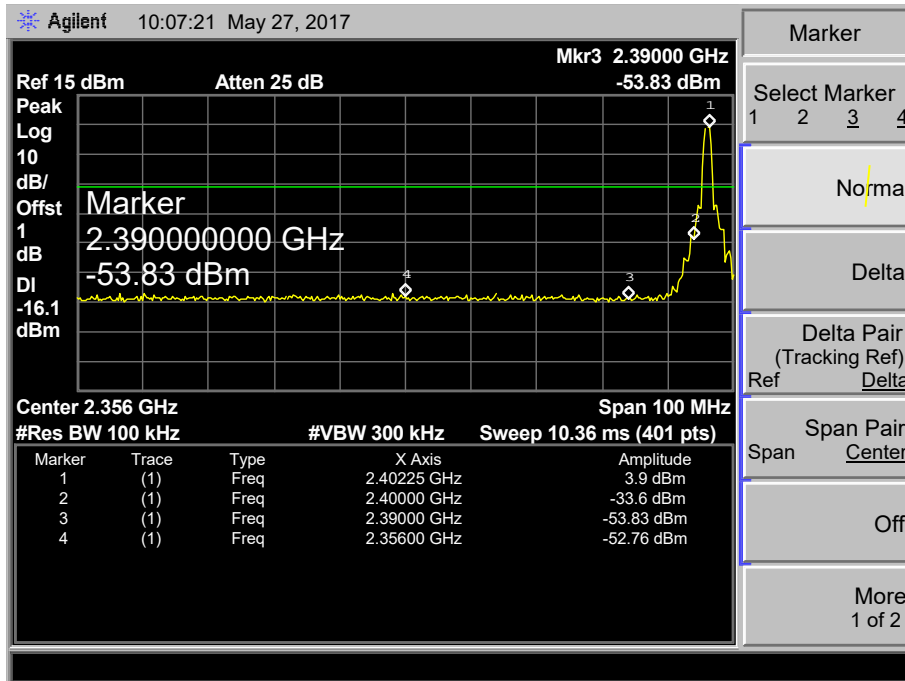 Agilent 10:07:21 May 27, 2017
Mkr3 2.39000 GHz
Ref 15 dBm Atten 25 dB -53.83 dBm
Peak
Log
10
dB/
Offst
1
dB
DI
-16.1
dBm
1
2
3
4
Marker
2.390000000 GHz
-53.83 dBm
Center 2.356 GHz Span 100 MHz
#Res BW 100 kHz #VBW 300 kHz Sweep 10.36 ms (401 pts)
Marker Trace Type X Axis Amplitude
1 (1) Freq 2.40225 GHz 3.9 dBm
2 (1) Freq 2.40000 GHz -33.6 dBm
3 (1) Freq 2.39000 GHz -53.83 dBm
4 (1) Freq 2.35600 GHz -52.76 dBm
Marker
Select Marker
1 2 3 4
Norma
Delta
Delta Pair
(Tracking Ref)
Ref Delta
Span Pair
Span Center
Off
More
1 of 2